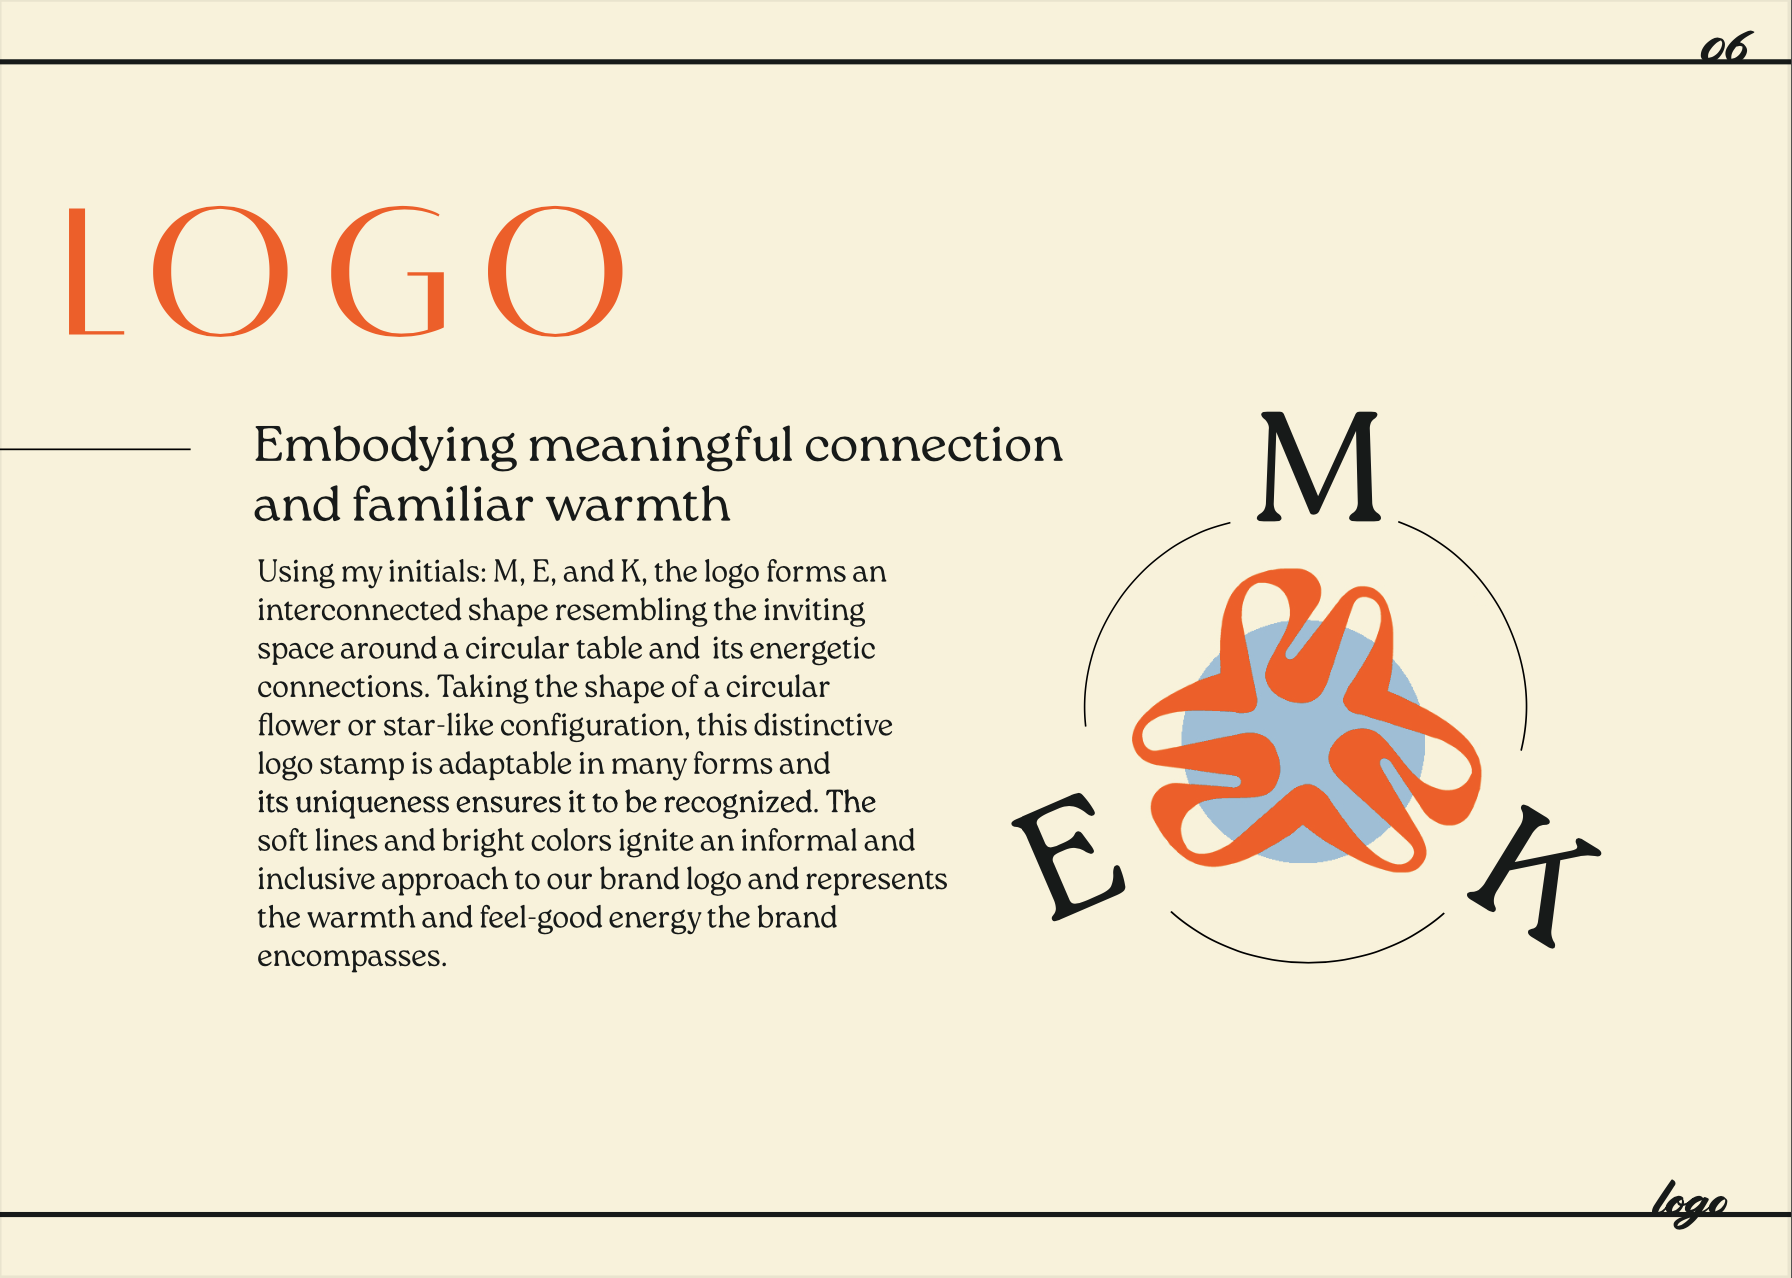 06
LOGO
Embodying meaningful connection
and familiar warmth
Using my initials: M, E, and K, the logo forms an
interconnected shape resembling the inviting
space around a circular table and  its energetic
connections. Taking the shape of a circular
flower or star-like configuration, this distinctive
logo stamp is adaptable in many forms and
its uniqueness ensures it to be recognized. The
soft lines and bright colors ignite an informal and
inclusive approach to our brand logo and represents
the warmth and feel-good energy the brand
encompasses.
M
E
K
logo